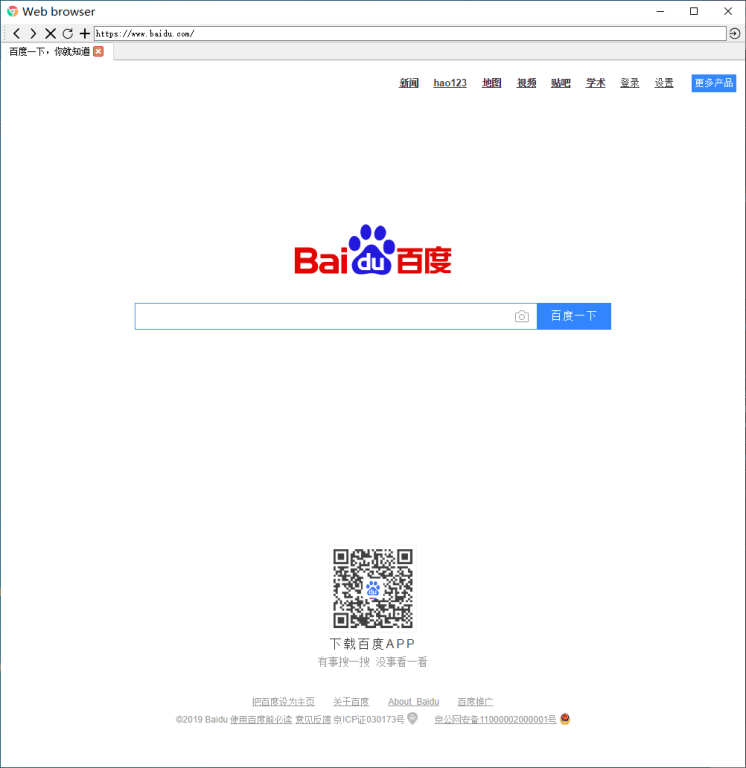 Web browser
https://www.baidu.com/
百度一下，你就知道
新闻 hao123 地图 视频 贴吧 学术 登录 设置 更多产品
Bai du 百度
百度一下
下载百度APP
有事搜一搜 没事看一看
把百度设为主页 关于百度 About Baidu 百度推广
©2019 Baidu 使用百度前必读 意见反馈 京ICP证030173号 京公网安备11000002000001号